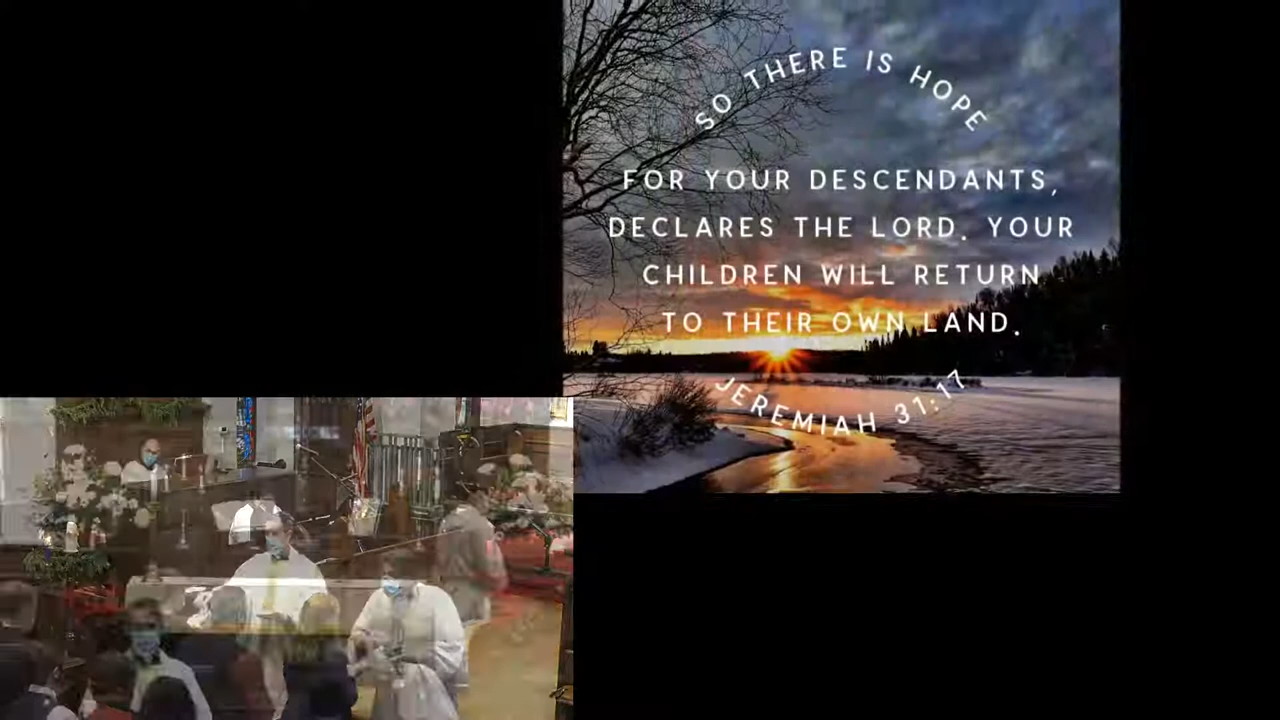 SO THERE IS HOPE
FOR YOUR DESCENDANTS,
DECLARES THE LORD. YOUR
CHILDREN WILL RETURN
TO THEIR OWN LAND.
JEREMIAH 31:17